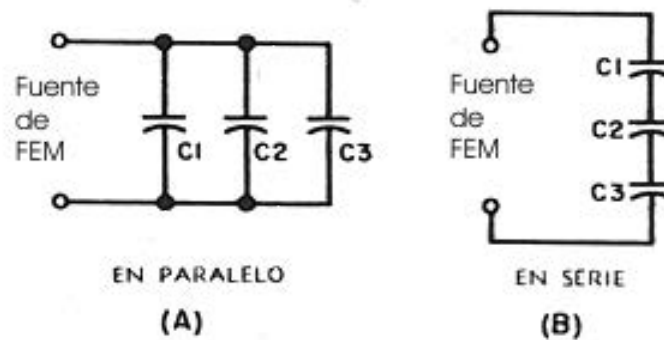 Fuente
de
FEM
C1
C2
C3
EN PARALELO
(A)
Fuente
de
FEM
C1
C2
C3
EN SERIE
(B)